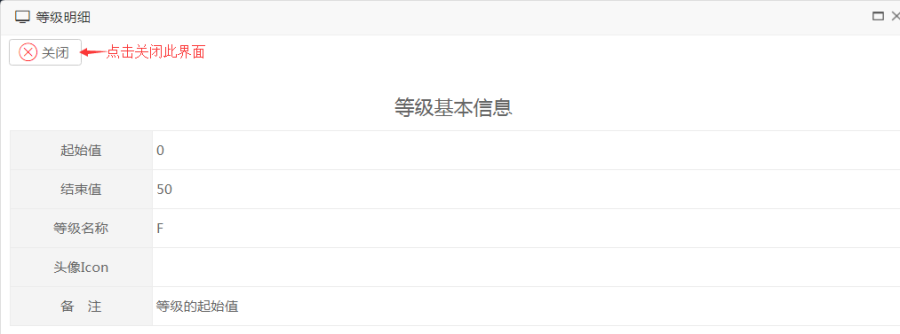 等级明细
关闭 点击关闭此界面
等级基本信息
起始值 0
结束值 50
等级名称 F
头像Icon
备 注 等级的起始值